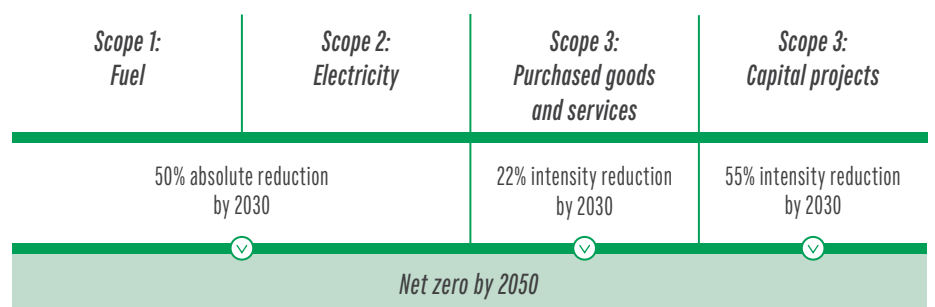 Scope 1:
Fuel
Scope 2:
Electricity
Scope 3:
Purchased goods
and services
Scope 3:
Capital projects
50% absolute reduction
by 2030
22% intensity reduction
by 2030
55% intensity reduction
by 2030
Net zero by 2050